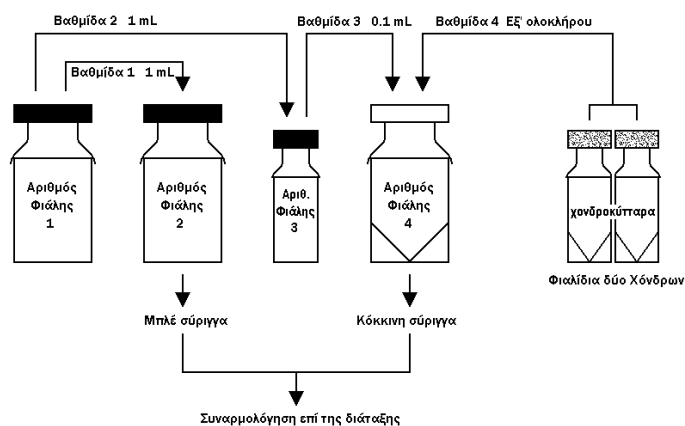 Βαθμίδα 2 1 mL
Βαθμίδα 3 0.1 mL
Βαθμίδα 4 Εξ' ολοκλήρου
Βαθμίδα 1 1 mL
Αριθμός
Φιάλης
1
Αριθμός
Φιάλης
2
Αριθ.
Φιάλης
3
Αριθμός
Φιάλης
4
χονδροκύτταρα
Φιαλίδια δύο Χόνδρων
Μπλέ σύριγγα
Κόκκινη σύριγγα
Συναρμολόγηση επί της διάταξης